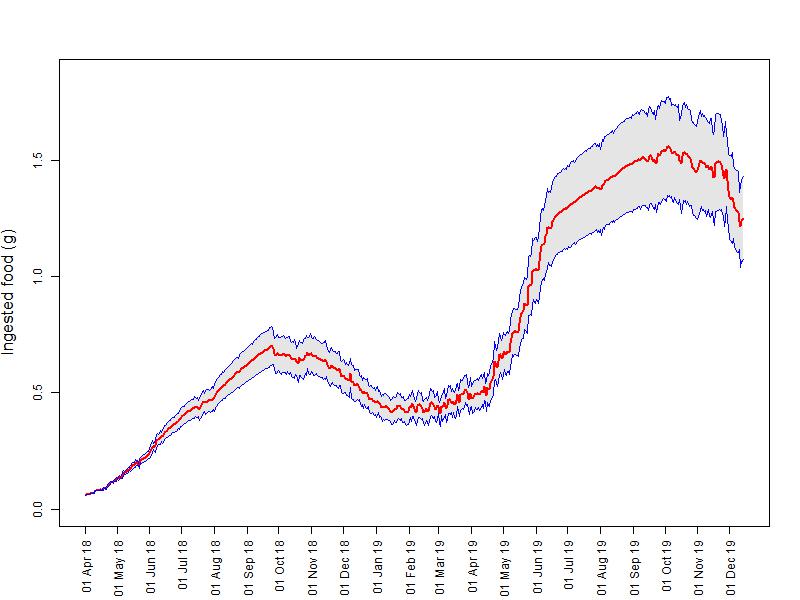 Ingested food (g)
1.5
1.0
0.5
0.0
01 Apr 18
01 May 18
01 Jun 18
01 Jul 18
01 Aug 18
01 Sep 18
01 Oct 18
01 Nov 18
01 Dec 18
01 Jan 19
01 Feb 19
01 Mar 19
01 Apr 19
01 May 19
01 Jun 19
01 Jul 19
01 Aug 19
01 Sep 19
01 Oct 19
01 Nov 19
01 Dec 19